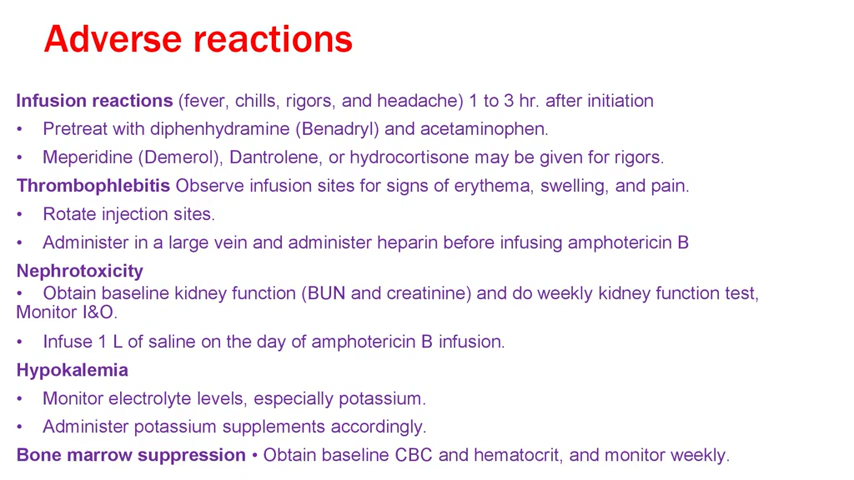 Adverse reactions
Infusion reactions (fever, chills, rigors, and headache) 1 to 3 hr. after initiation
• Pretreat with diphenhydramine (Benadryl) and acetaminophen.
• Meperidine (Demerol), Dantrolene, or hydrocortisone may be given for rigors.
Thrombophlebitis Observe infusion sites for signs of erythema, swelling, and pain.
• Rotate injection sites.
• Administer in a large vein and administer heparin before infusing amphotericin B
Nephrotoxicity
• Obtain baseline kidney function (BUN and creatinine) and do weekly kidney function test,
Monitor I&O.
• Infuse 1 L of saline on the day of amphotericin B infusion.
Hypokalemia
• Monitor electrolyte levels, especially potassium.
• Administer potassium supplements accordingly.
Bone marrow suppression • Obtain baseline CBC and hematocrit, and monitor weekly.